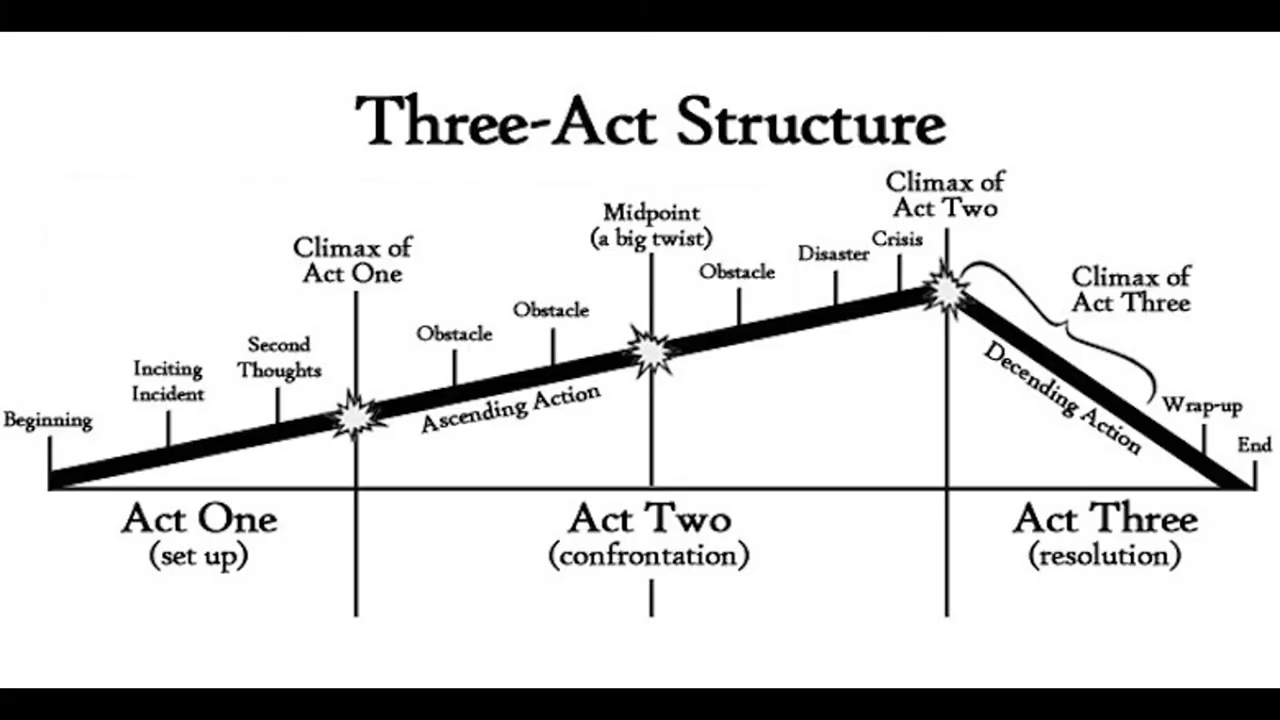 Three-Act Structure
Beginning
Inciting
Incident
Second
Thoughts
Climax of
Act One
Obstacle
Obstacle
Ascending Action
Midpoint
(a big twist)
Obstacle
Disaster
Crisis
Climax of
Act Two
Climax of
Act Three
Decending Action
Wrap-up
End
Act One
(set up)
Act Two
(confrontation)
Act Three
(resolution)